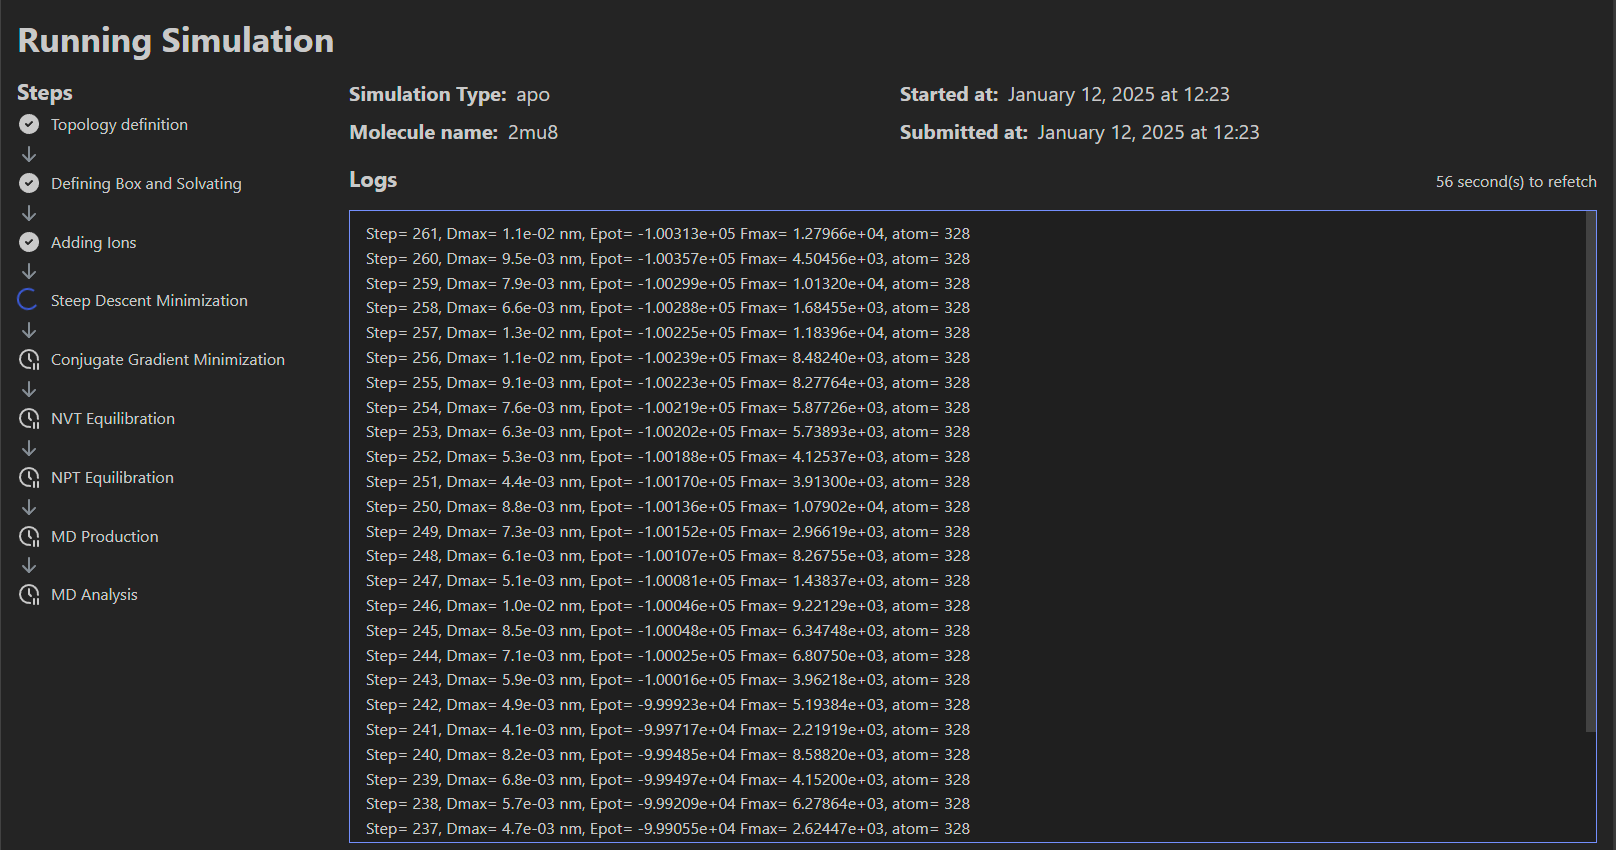 Running Simulation
Steps
Topology definition
Defining Box and Solvating
Adding Ions
Steep Descent Minimization
Conjugate Gradient Minimization
NVT Equilibration
NPT Equilibration
MD Production
MD Analysis
Simulation Type: apo
Started at: January 12, 2025 at 12:23
Molecule name: 2mu8
Submitted at: January 12, 2025 at 12:23
Logs
56 second(s) to refetch
Step= 261, Dmax= 1.1e-02 nm, Epot= -1.00313e+05 Fmax= 1.27966e+04, atom= 328
Step= 260, Dmax= 9.5e-03 nm, Epot= -1.00357e+05 Fmax= 4.50456e+03, atom= 328
Step= 259, Dmax= 7.9e-03 nm, Epot= -1.00299e+05 Fmax= 1.01320e+04, atom= 328
Step= 258, Dmax= 6.6e-03 nm, Epot= -1.00288e+05 Fmax= 1.68455e+03, atom= 328
Step= 257, Dmax= 1.3e-02 nm, Epot= -1.00225e+05 Fmax= 1.18396e+04, atom= 328
Step= 256, Dmax= 1.1e-02 nm, Epot= -1.00239e+05 Fmax= 8.48240e+03, atom= 328
Step= 255, Dmax= 9.1e-03 nm, Epot= -1.00223e+05 Fmax= 8.27764e+03, atom= 328
Step= 254, Dmax= 7.6e-03 nm, Epot= -1.00219e+05 Fmax= 5.87726e+03, atom= 328
Step= 253, Dmax= 6.3e-03 nm, Epot= -1.00202e+05 Fmax= 5.73893e+03, atom= 328
Step= 252, Dmax= 5.3e-03 nm, Epot= -1.00188e+05 Fmax= 4.12537e+03, atom= 328
Step= 251, Dmax= 4.4e-03 nm, Epot= -1.00170e+05 Fmax= 3.91300e+03, atom= 328
Step= 250, Dmax= 8.8e-03 nm, Epot= -1.00136e+05 Fmax= 1.07902e+04, atom= 328
Step= 249, Dmax= 7.3e-03 nm, Epot= -1.00152e+05 Fmax= 2.96619e+03, atom= 328
Step= 248, Dmax= 6.1e-03 nm, Epot= -1.00107e+05 Fmax= 8.26755e+03, atom= 328
Step= 247, Dmax= 5.1e-03 nm, Epot= -1.00081e+05 Fmax= 1.43837e+03, atom= 328
Step= 246, Dmax= 1.0e-02 nm, Epot= -1.00046e+05 Fmax= 9.22129e+03, atom= 328
Step= 245, Dmax= 8.5e-03 nm, Epot= -1.00048e+05 Fmax= 6.34748e+03, atom= 328
Step= 244, Dmax= 7.1e-03 nm, Epot= -1.00025e+05 Fmax= 6.80750e+03, atom= 328
Step= 243, Dmax= 5.9e-03 nm, Epot= -1.00016e+05 Fmax= 3.96218e+03, atom= 328
Step= 242, Dmax= 4.9e-03 nm, Epot= -9.99923e+04 Fmax= 5.19384e+03, atom= 328
Step= 241, Dmax= 4.1e-03 nm, Epot= -9.99717e+04 Fmax= 2.21919e+03, atom= 328
Step= 240, Dmax= 8.2e-03 nm, Epot= -9.99485e+04 Fmax= 8.58820e+03, atom= 328
Step= 239, Dmax= 6.8e-03 nm, Epot= -9.99497e+04 Fmax= 4.15200e+03, atom= 328
Step= 238, Dmax= 5.7e-03 nm, Epot= -9.99209e+04 Fmax= 6.27864e+03, atom= 328
Step= 237, Dmax= 4.7e-03 nm, Epot= -9.99055e+04 Fmax= 2.62447e+03, atom= 328